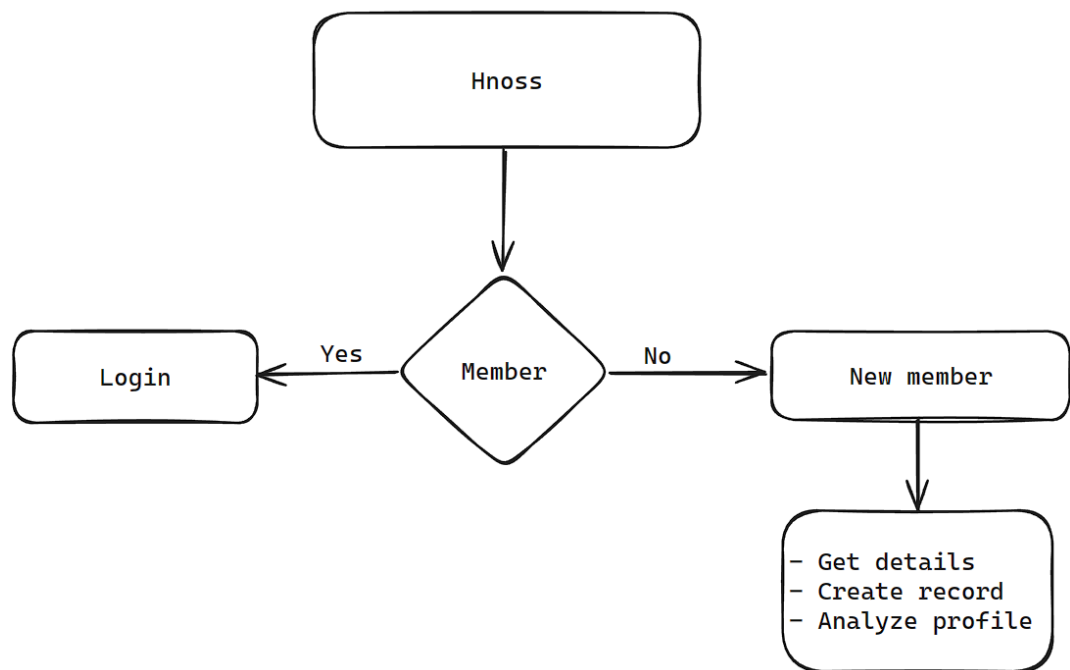 Hnoss
Yes
No
Login
Member
New member
- Get details
- Create record
- Analyze profile